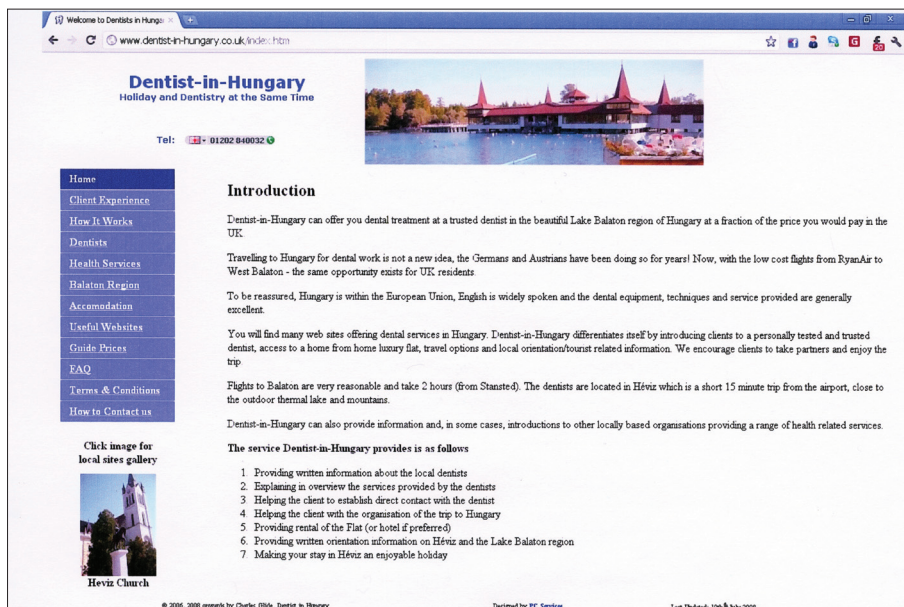 Welcome to Dentists in Hungar
www.dentist-in-hungary.co.uk/index.htm
20
Dentist-in-Hungary
Holiday and Dentistry at the Same Time
Tel: 01202 840032
Home
Client Experience
How It Works
Dentists
Health Services
Balaton Region
Accomodation
Useful Websites
Guide Prices
FAQ
Terms & Conditions
How to Contact us
Click image for
local sites gallery
Heviz Church
Introduction
Dentist-in-Hungary can offer you dental treatment at a trusted dentist in the beautiful Lake Balaton region of Hungary at a fraction of the price you would pay in the
UK
Travelling to Hungary for dental work is not a new idea, the Germans and Austrians have been doing so for years! Now, with the low cost flights from RyanAir to
West Balaton - the same opportunity exists for UK residents
To be reassured, Hungary is within the European Union, English is widely spoken and the dental equipment, techniques and service provided are generally
excellent.
You will find many web sites offering dental services in Hungary. Dentist-in-Hungary differentiates itself by introducing clients to a personally tested and trusted
dentist, access to a home from home luxury flat, travel options and local orientation/tourist related information. We encourage clients to take partners and enjoy the
trip.
Flights to Balaton are very reasonable and take 2 hours (from Stansted). The dentists are located in Héviz which is a short 15 minute trip from the airport, close to
the outdoor thermal lake and mountains.
Dentist-in-Hungary can also provide information and, in some cases, introductions to other locally based organisations providing a range of health related services.
The service Dentist-in-Hungary provides is as follows
1. Providing written information about the local dentists
2. Explaining in overview the services provided by the dentists
3. Helping the client to establish direct contact with the dentist
4. Helping the client with the organisation of the trip to Hungary
5. Providing rental of the Flat (or hotel if preferred)
6. Providing written orientation information on Héviz and the Lake Balaton region
7. Making your stay in Héviz an enjoyable holiday
© 2006, 2008 onwards by Charles Glide, Dentist in Hungary
Designed by PC Services
Last Updated: July 2008